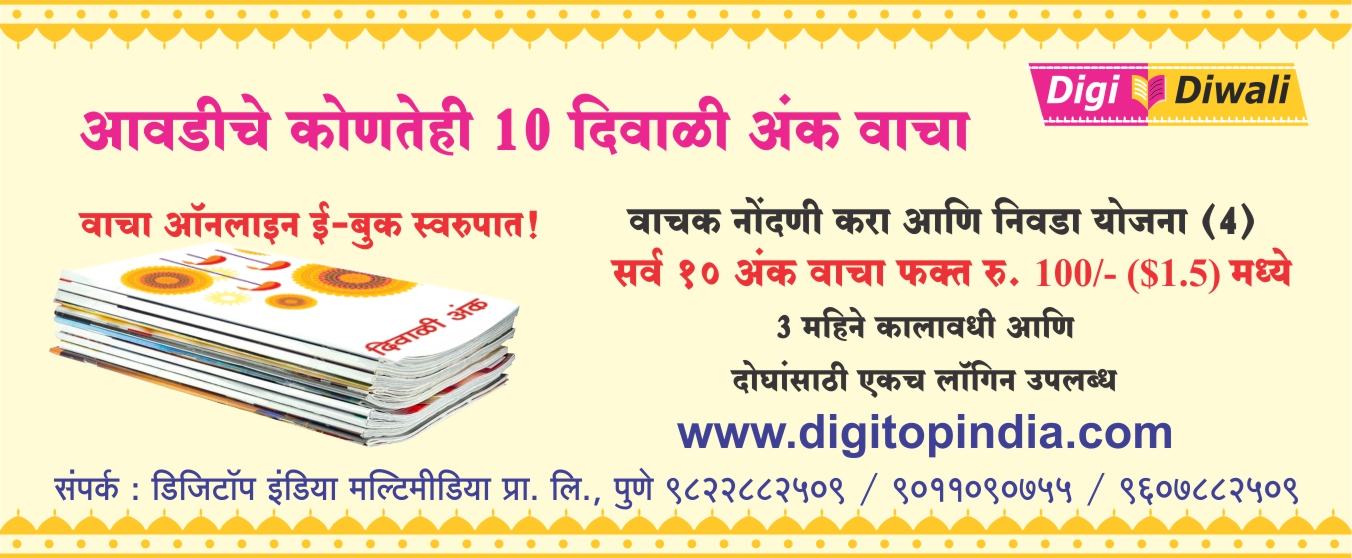 Digi Diwali
आवडीचे कोणतेही 10 दिवाळी अंक वाचा
वाचा ऑनलाइन ई-बुक स्वरुपात!
दिवाळी अंक
वाचक नोंदणी करा आणि निवडा योजना (4)
सर्व १० अंक वाचा फक्त रु. 100/- ($1.5) मध्ये
3 महिने कालावधी आणि
दोघांसाठी एकच लॉगिन उपलब्ध
www.digitopindia.com
संपर्क : डिजिटॉप इंडिया मल्टिमीडिया प्रा. लि., पुणे ९८२२८८२५०९ / ९०११०९०७५५ / ९६०७८८२५०९